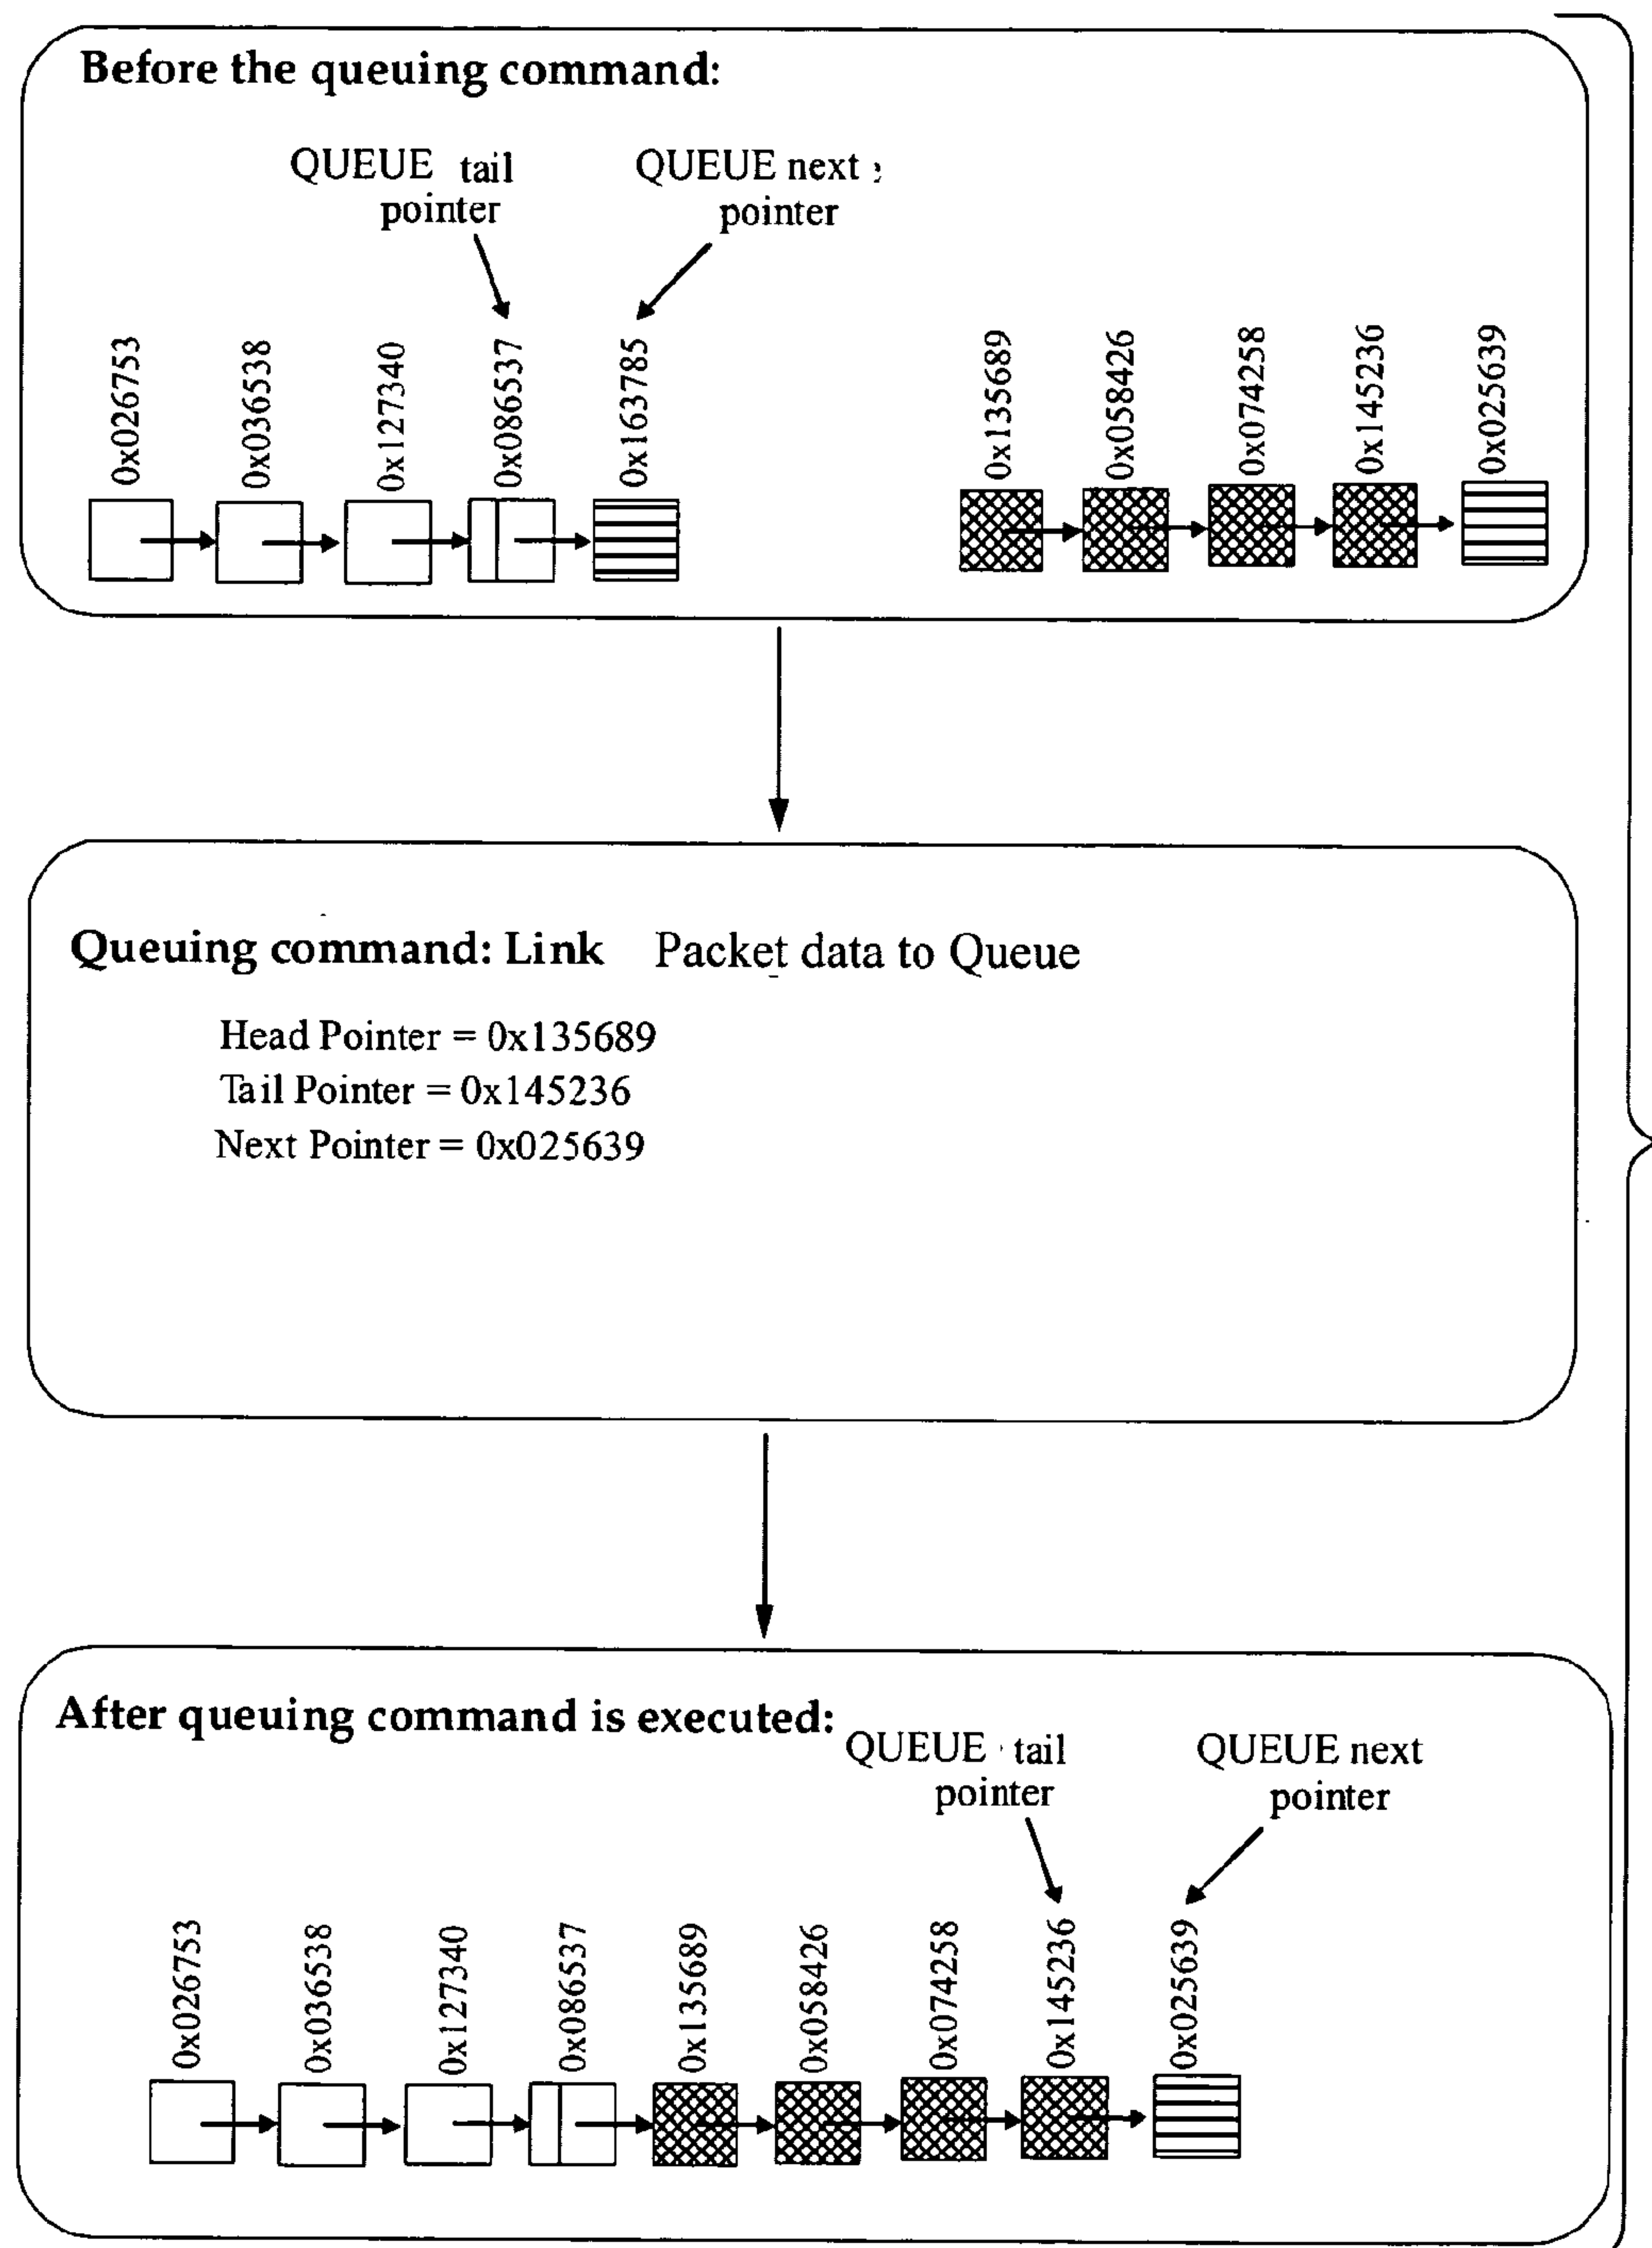 Before the queuing command:
QUEUE tail
pointer
QUEUE next
pointer
0x026753
0x036538
0x127340
0x086537
0x163785
0x135689
0x058426
0x074258
0x145236
0x025639
Queuing command: Link Packet data to Queue
Head Pointer = 0x135689
Tail Pointer = 0x145236
Next Pointer = 0x025639
After queuing command is executed:
QUEUE tail
pointer
QUEUE next
pointer
0x026753
0x036538
0x127340
0x086537
0x135689
0x058426
0x074258
0x145236
0x025639